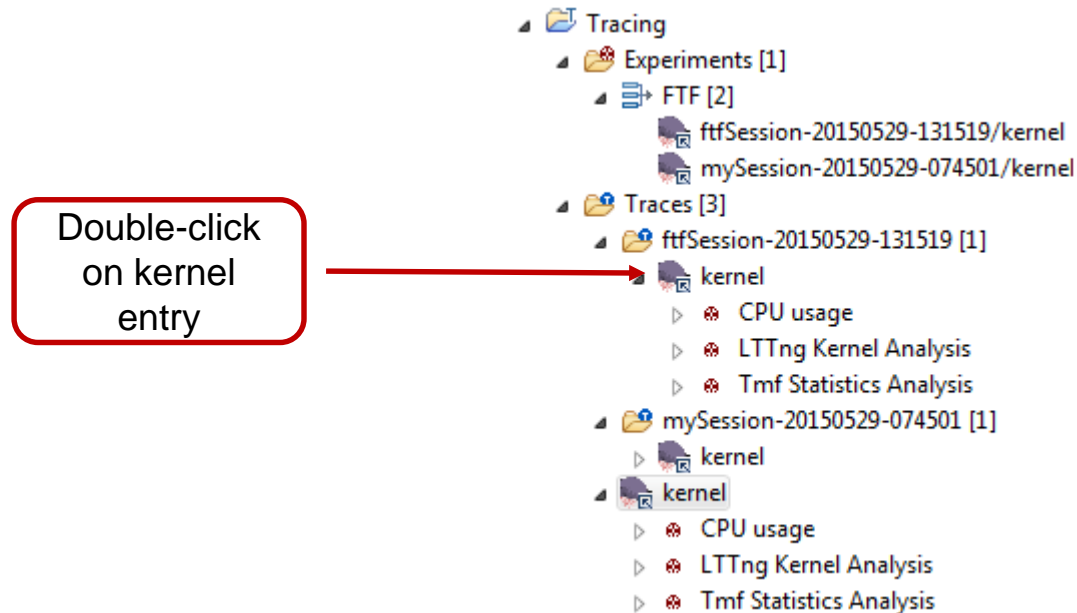 Tracing
Experiments [1]
FTF [2]
ftfSession-20150529-131519/kernel
mySession-20150529-074501/kernel
Traces [3]
ftfSession-20150529-131519 [1]
kernel
CPU usage
LTTng Kernel Analysis
Tmf Statistics Analysis
mySession-20150529-074501 [1]
kernel
kernel
CPU usage
LTTng Kernel Analysis
Tmf Statistics Analysis
Double-click
on kernel
entry